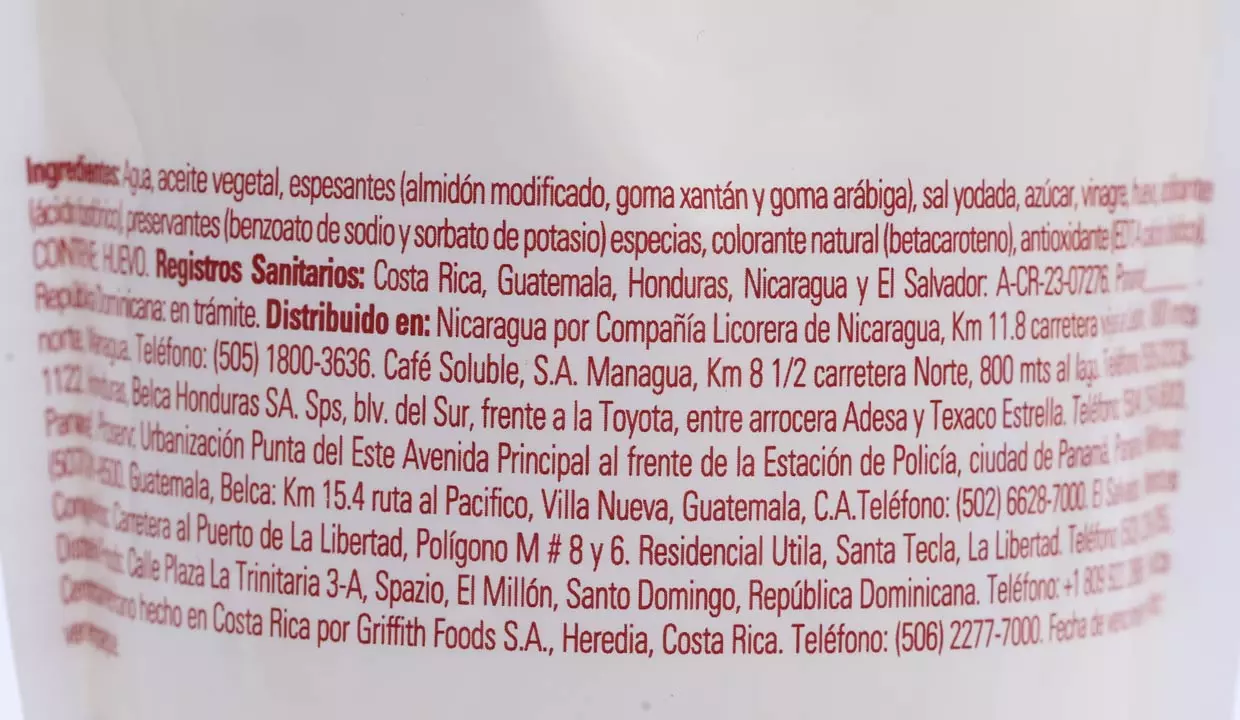 Ingredientes: Agua, aceite vegetal, espesantes (almidón modificado, goma xantán y goma arábiga), sal yodada, azúcar, vinagre, huevo,
preservantes (benzoato de sodio y sorbato de potasio) especias, colorante natural (betacaroteno), antioxidante
CONTIENE HUEVO. Registros Sanitarios: Costa Rica, Guatemala, Honduras, Nicaragua y El Salvador: A-CR-23-07276.
República Dominicana: en trámite. Distribuido en: Nicaragua por Compañía Licorera de Nicaragua, Km 11.8 carretera
norte, Teléfono: (505) 1800-3636. Café Soluble, S.A. Managua, Km 8 1/2 carretera Norte, 800 mts al lago.
Honduras, Belca Honduras SA. Sps, blv. del Sur, frente a la Toyota, entre arrocera Adesa y Texaco Estrella.
Panamá, Urbanización Punta del Este Avenida Principal al frente de la Estación de Policía, ciudad de Panamá,
Guatemala, Belca: Km 15.4 ruta al Pacifico, Villa Nueva, Guatemala, C.A.Teléfono: (502) 6628-7000. El Salvador,
Carretera al Puerto de La Libertad, Polígono M # 8 y 6. Residencial Utila, Santa Tecla, La Libertad.
Calle Plaza La Trinitaria 3-A, Spazio, El Millón, Santo Domingo, República Dominicana. Teléfono: +1 809
hecho en Costa Rica por Griffith Foods S.A., Heredia, Costa Rica. Teléfono: (506) 2277-7000. Fecha de